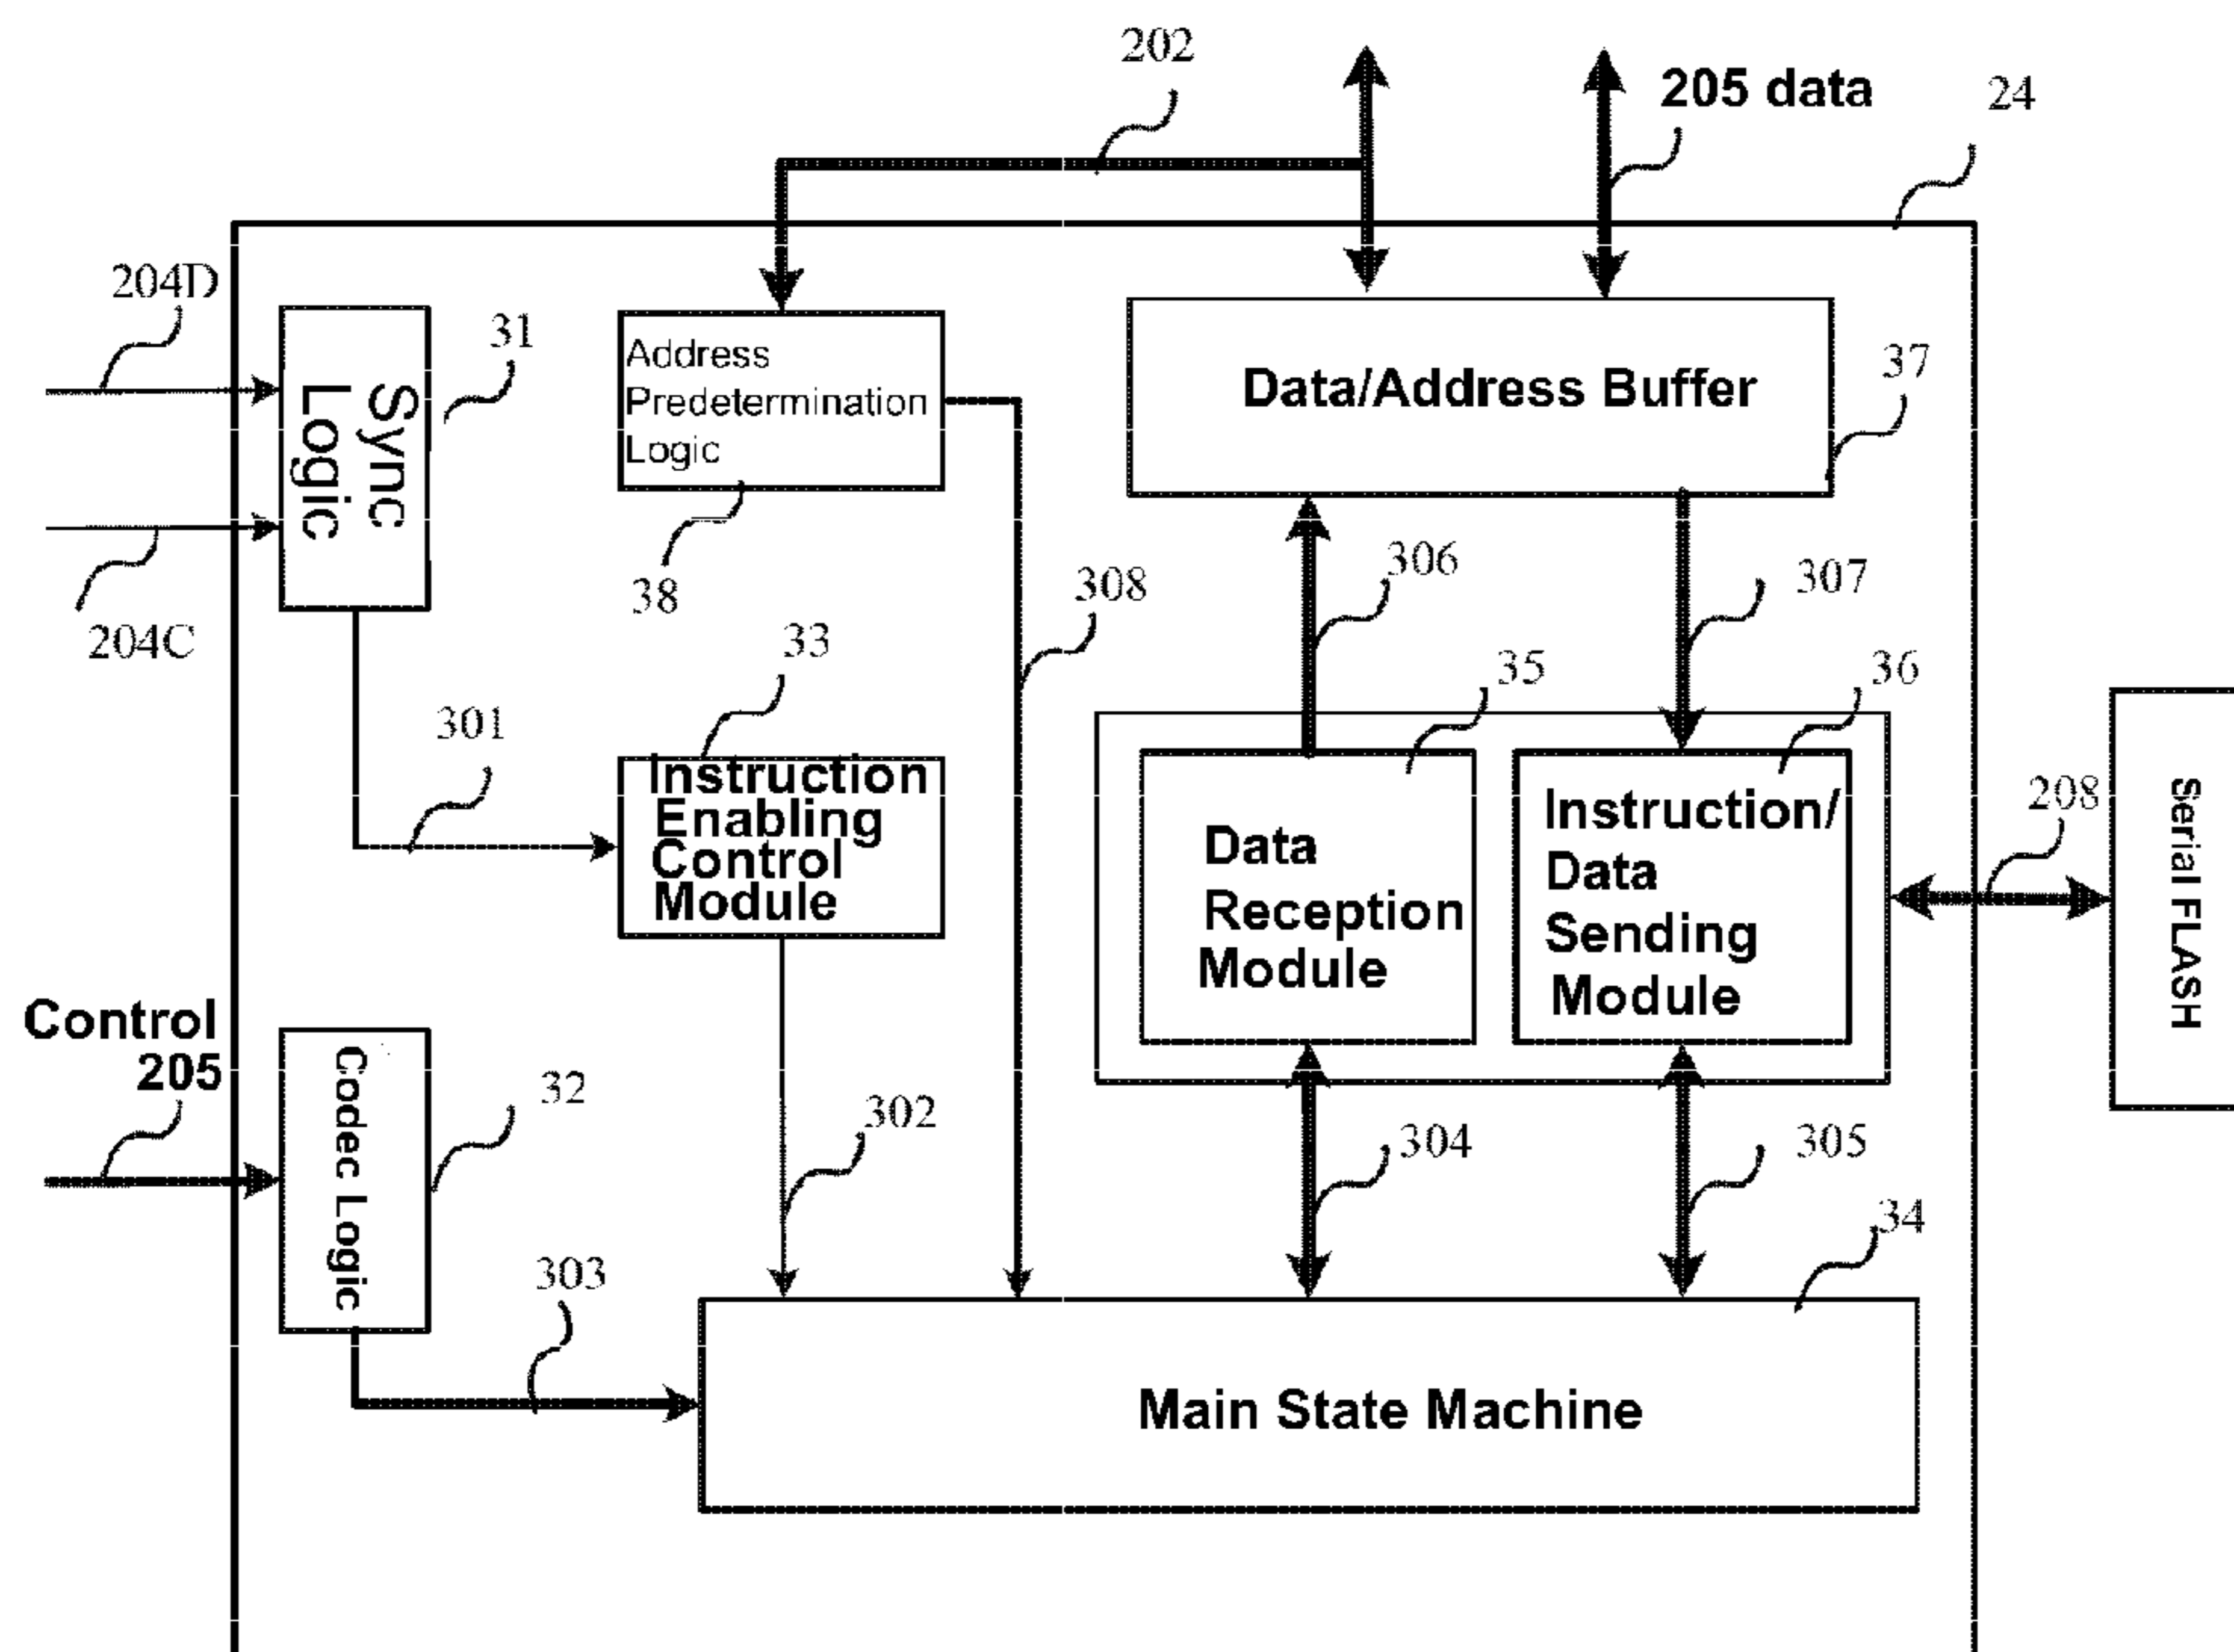 202
205 data
24
204D
31
Sync
Logic
Address
Predetermination
Logic
Data/Address Buffer
37
204C
38
308
306
307
33
35
36
301
Instruction
Enabling
Control
Module
Data
Reception
Module
Instruction/
Data
Sending
Module
208
Serial FLASH
Control
205
Codec Logic
32
302
304
305
34
303
Main State Machine